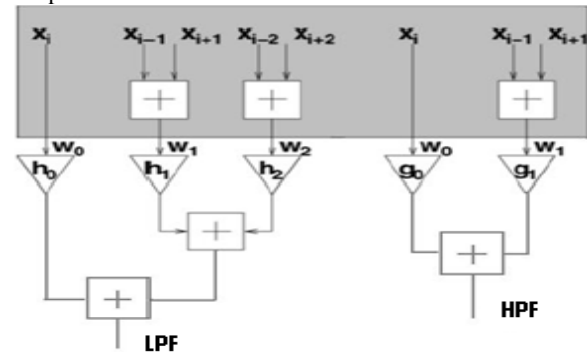 xᵢ xᵢ₋₁ xᵢ₊₁ xᵢ₋₂ xᵢ₊₂ xᵢ xᵢ₋₁ xᵢ₊₁
+ + +
w₀ w₁ w₂ w₀ w₁
h₀ h₁ h₂ g₀ g₁
+ +
+
HPF
LPF